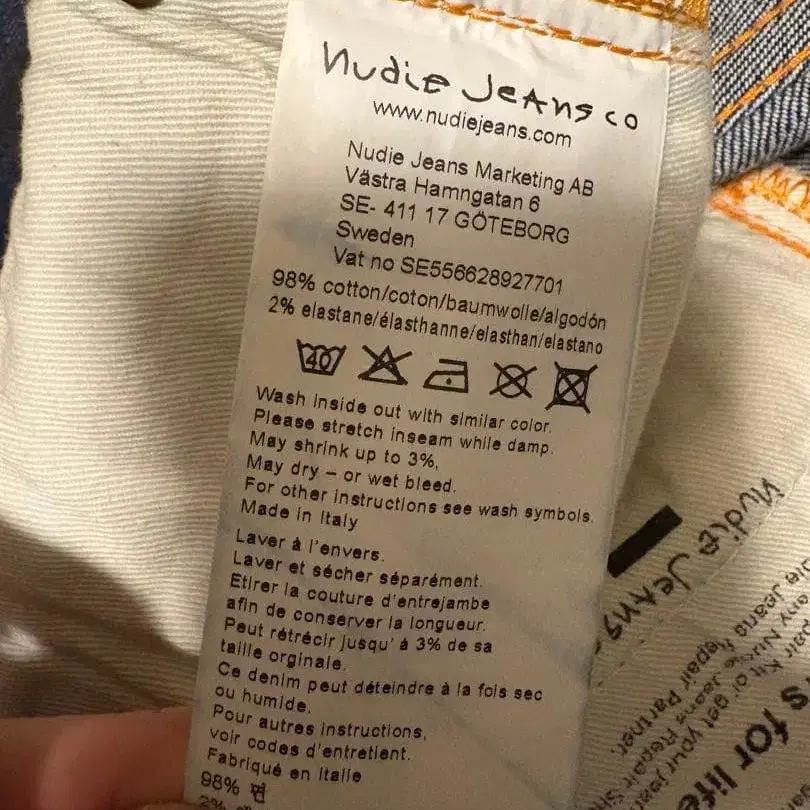 Nudie Jeans co
www.nudiejeans.com
Nudie Jeans Marketing AB
Västra Hamngatan 6
SE- 411 17 GÖTEBORG
Sweden
Vat no SE556628927701
98% cotton/coton/baumwolle/algodón
2% elastane/élasthanne/elasthan/elastano
40
Wash inside out with similar color.
Please stretch inseam while damp.
May shrink up to 3%,
May dry – or wet bleed.
For other instructions see wash symbols.
Made in Italy
Laver à l'envers.
Laver et sécher séparément.
Etirer la couture d'entrejambe
afin de conserver la longueur.
Peut rétrécir jusqu' à 3% de sa
taille orginale.
Ce denim peut déteindre à la fois sec
ou humide.
Pour autres instructions,
voir codes d'entretient.
Fabriqué en Italie
98%
2%
Nudie Jeans
for
get your
Jeans Repair
Repair Partner.